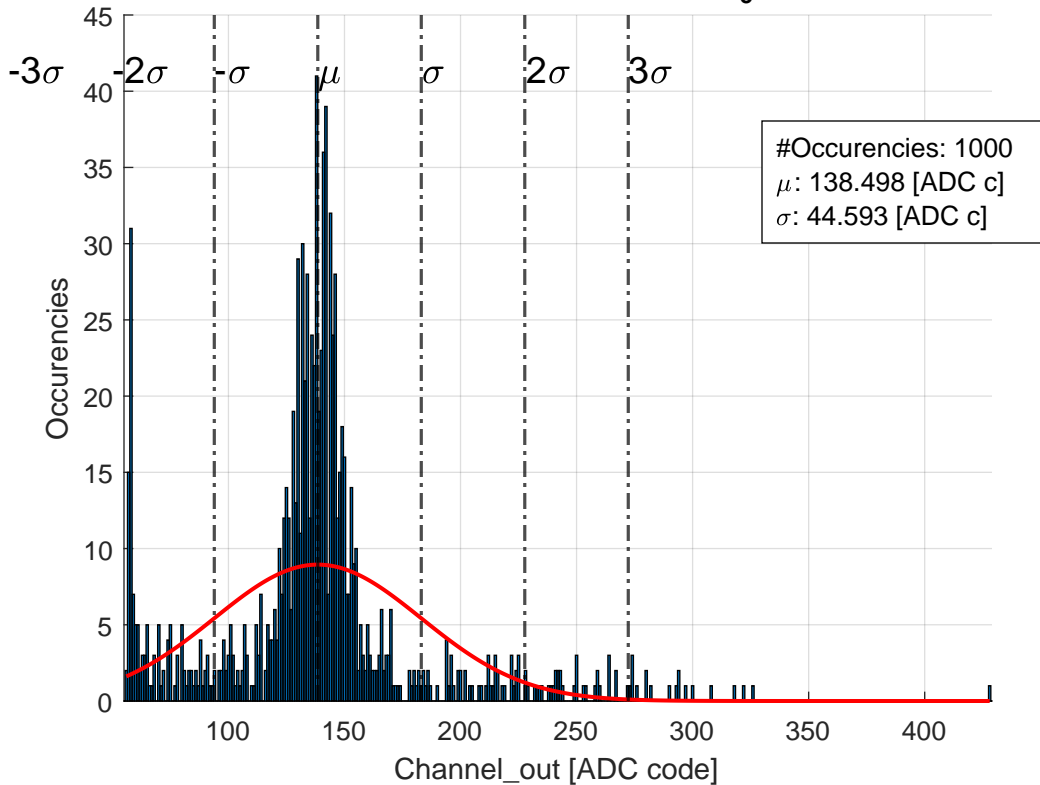 45
-3σ -2σ -σ μ σ 2σ 3σ
40
#Occurencies: 1000
μ: 138.498 [ADC c]
σ: 44.593 [ADC c]
35
30
25
20
15
10
5
0
Occurencies
100 150 200 250 300 350 400
Channel_out [ADC code]